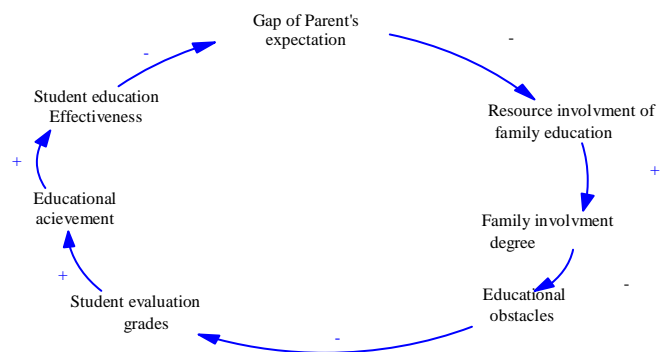 Gap of Parent's
expectation
-
-
Student education
Effectiveness
Resource involvment of
family education
+
+
Educational
acievement
Family involvment
degree
+
-
Educational
obstacles
Student evaluation
grades
-